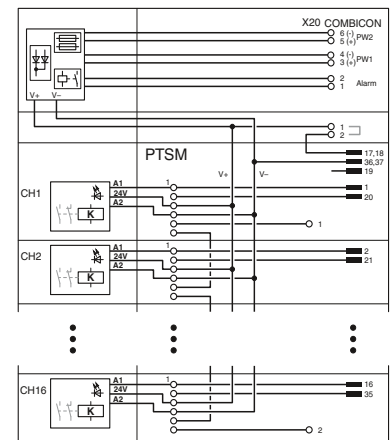 X20 COMBICON
6 (-)
5 (+)
PW2
4 (-)
3 (+)
PW1
2
1
Alarm
V+ V−
1
2
PTSM
17,18
36,37
19
V+ V−
CH1
A1
24V
A2
K
1
1
20
1
CH2
A1
24V
A2
K
1
2
21
CH16
A1
24V
A2
K
1
16
35
2